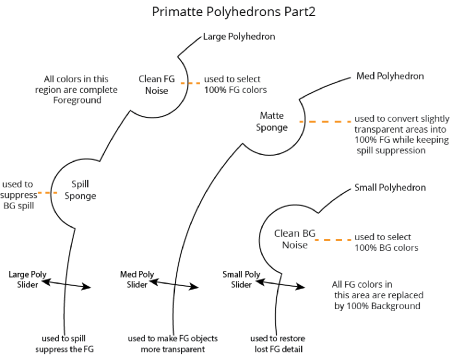 Primatte Polyhedrons Part2
Large Polyhedron
All colors in this
region are complete
Foreground
Clean FG
Noise
used to select
100% FG colors
Med Polyhedron
Matte
Sponge
used to convert slightly
transparent areas into
100% FG while keeping
spill suppression
used to
suppress
BG spill
Spill
Sponge
Small Polyhedron
Clean BG
Noise
used to select
100% BG colors
Large Poly
Slider
Med Poly
Slider
Small Poly
Slider
All FG colors in
this area are replaced
by 100% Background
used to spill
suppress the FG
used to make FG objects
more transparent
used to restore
lost FG detail